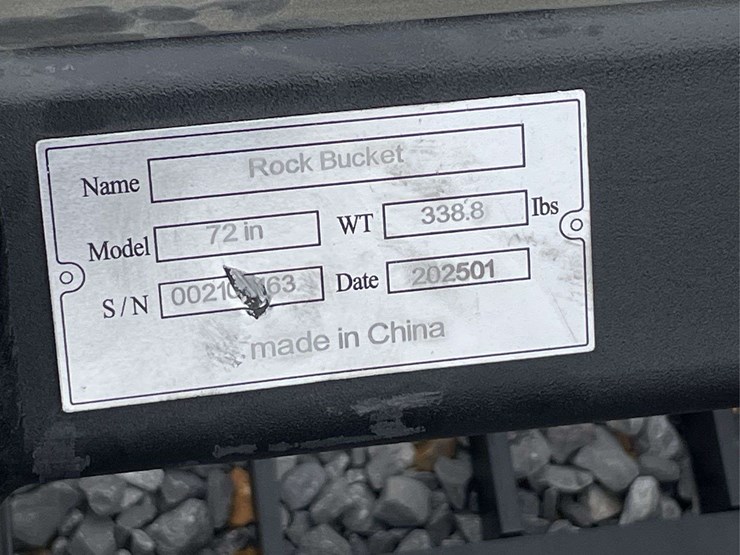 Name Rock Bucket
Model 72 in WT 338.8 lbs
S/N Date 202501
made in China